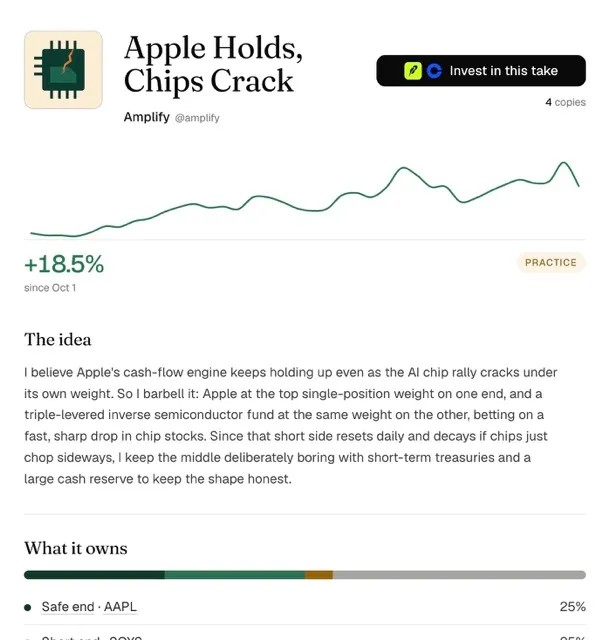 Apple Holds,
Chips Crack
Amplify @amplify
Invest in this take
4 copies
+18.5%
since Oct 1
PRACTICE
The idea
I believe Apple's cash-flow engine keeps holding up even as the AI chip rally cracks under
its own weight. So I barbell it: Apple at the top single-position weight on one end, and a
triple-levered inverse semiconductor fund at the same weight on the other, betting on a
fast, sharp drop in chip stocks. Since that short side resets daily and decays if chips just
chop sideways, I keep the middle deliberately boring with short-term treasuries and a
large cash reserve to keep the shape honest.
What it owns
Safe end · AAPL 25%